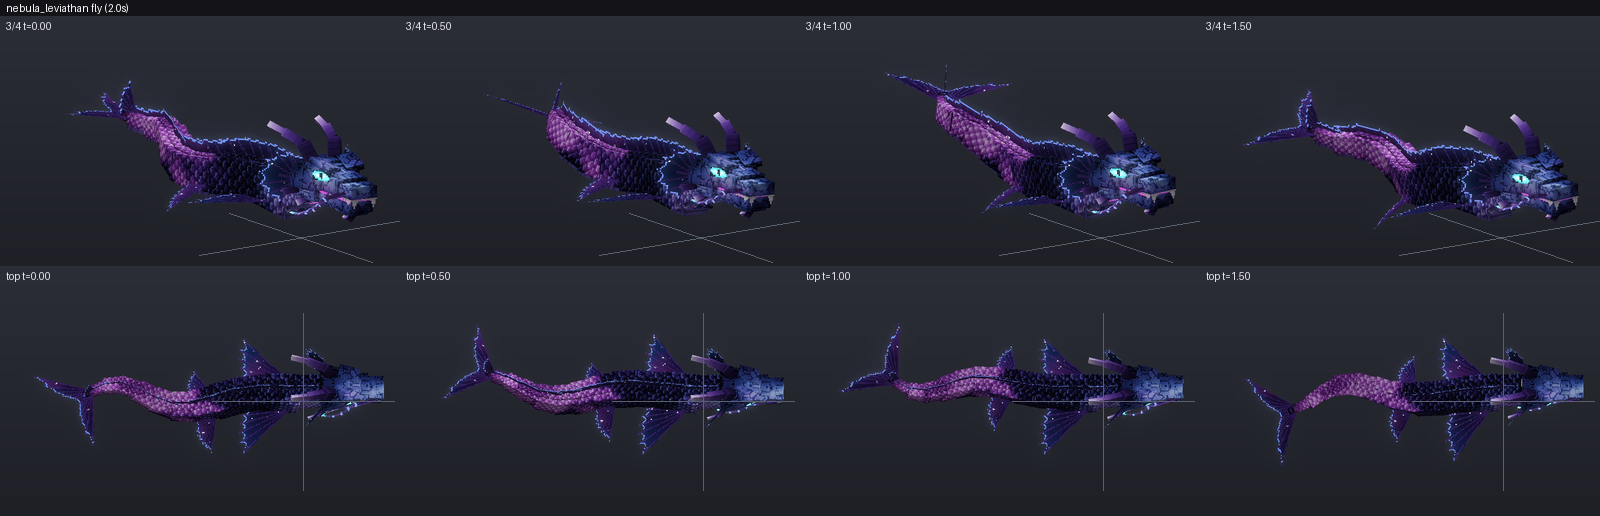 nebula_leviathan fly (2.0s)
3/4 t=0.00
3/4 t=0.50
3/4 t=1.00
3/4 t=1.50
top t=0.00
top t=0.50
top t=1.00
top t=1.50